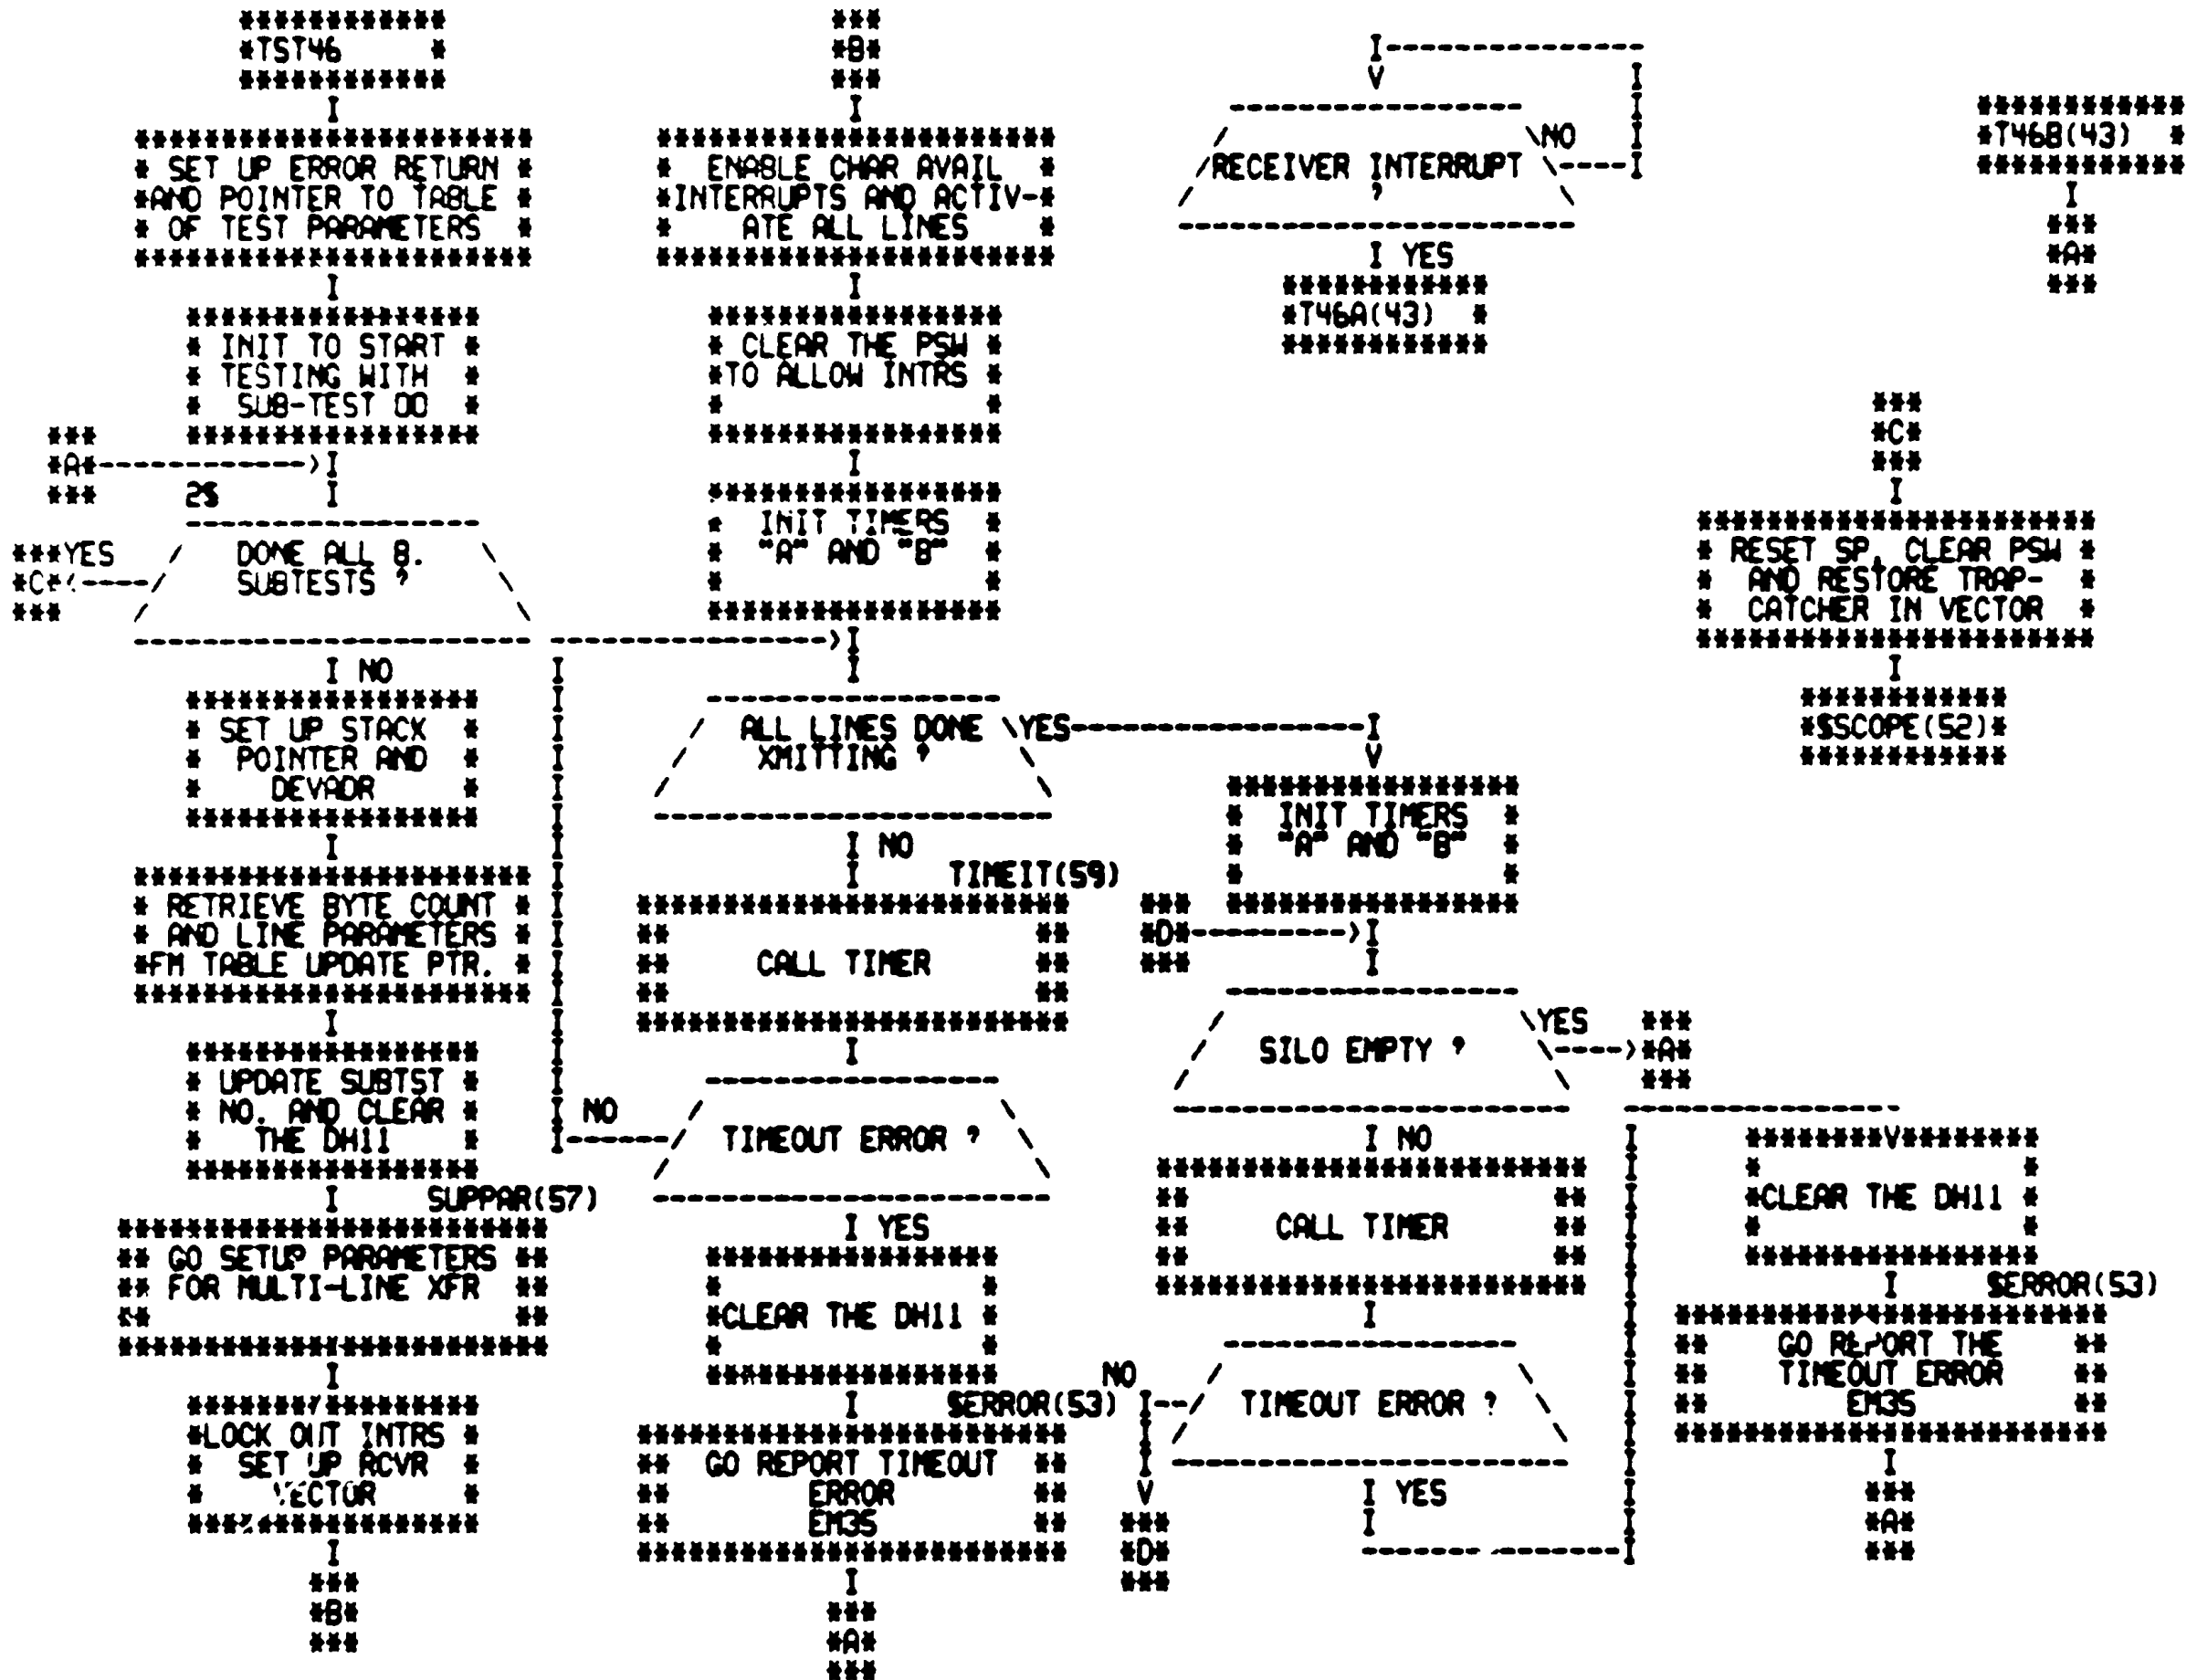 TST46
SET UP ERROR RETURN
AND POINTER TO TABLE
OF TEST PARAMETERS
INIT TO START
TESTING WITH
SUB-TEST 00
A
2$
DONE ALL 8.
SUBTESTS ?
YES
C
NO
SET UP STACK
POINTER AND
DEVADR
RETRIEVE BYTE COUNT
AND LINE PARAMETERS
FM TABLE UPDATE PTR.
UPDATE SUBTST
NO. AND CLEAR
THE DH11
SUPPAR(57)
GO SETUP PARAMETERS
FOR MULTI-LINE XFR
LOCK OUT INTRS
SET UP RCVR
VECTOR
B
B
ENABLE CHAR AVAIL
INTERRUPTS AND ACTIV-
ATE ALL LINES
CLEAR THE PSW
TO ALLOW INTRS
INIT TIMERS
"A" AND "B"
ALL LINES DONE
XMITTING ?
YES
NO
TIMEIT(59)
CALL TIMER
TIMEOUT ERROR ?
NO
YES
CLEAR THE DH11
$ERROR(53)
GO REPORT TIMEOUT
ERROR
EM35
A
RECEIVER INTERRUPT
?
NO
YES
T46A(43)
INIT TIMERS
"A" AND "B"
D
SILO EMPTY ?
YES
A
NO
CALL TIMER
TIMEOUT ERROR ?
NO
D
YES
T46B(43)
A
C
RESET SP, CLEAR PSW
AND RESTORE TRAP-
CATCHER IN VECTOR
$SCOPE(52)
CLEAR THE DH11
$ERROR(53)
GO REPORT THE
TIMEOUT ERROR
EM35
A